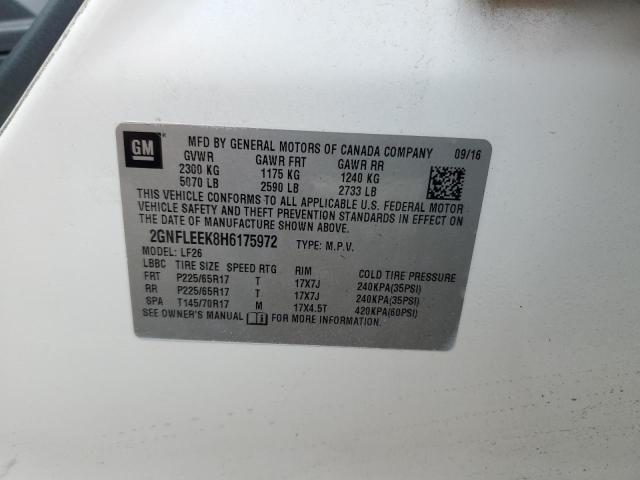 GM
MFD BY GENERAL MOTORS OF CANADA COMPANY 09/16
GVWR GAWR FRT GAWR RR
2300 KG 1175 KG 1240 KG
5070 LB 2590 LB 2733 LB
THIS VEHICLE CONFORMS TO ALL APPLICABLE U.S. FEDERAL MOTOR
VEHICLE SAFETY AND THEFT PREVENTION STANDARDS IN EFFECT ON
THE DATE OF MANUFACTURE SHOWN ABOVE.
2GNFLEEK8H6175972 TYPE: M.P.V.
MODEL: LF26
LBBC TIRE SIZE SPEED RTG RIM COLD TIRE PRESSURE
FRT P225/65R17 T 17X7J 240KPA(35PSI)
RR P225/65R17 T 17X7J 240KPA(35PSI)
SPA T145/70R17 M 17X4.5T 420KPA(60PSI)
SEE OWNER'S MANUAL FOR MORE INFORMATION.